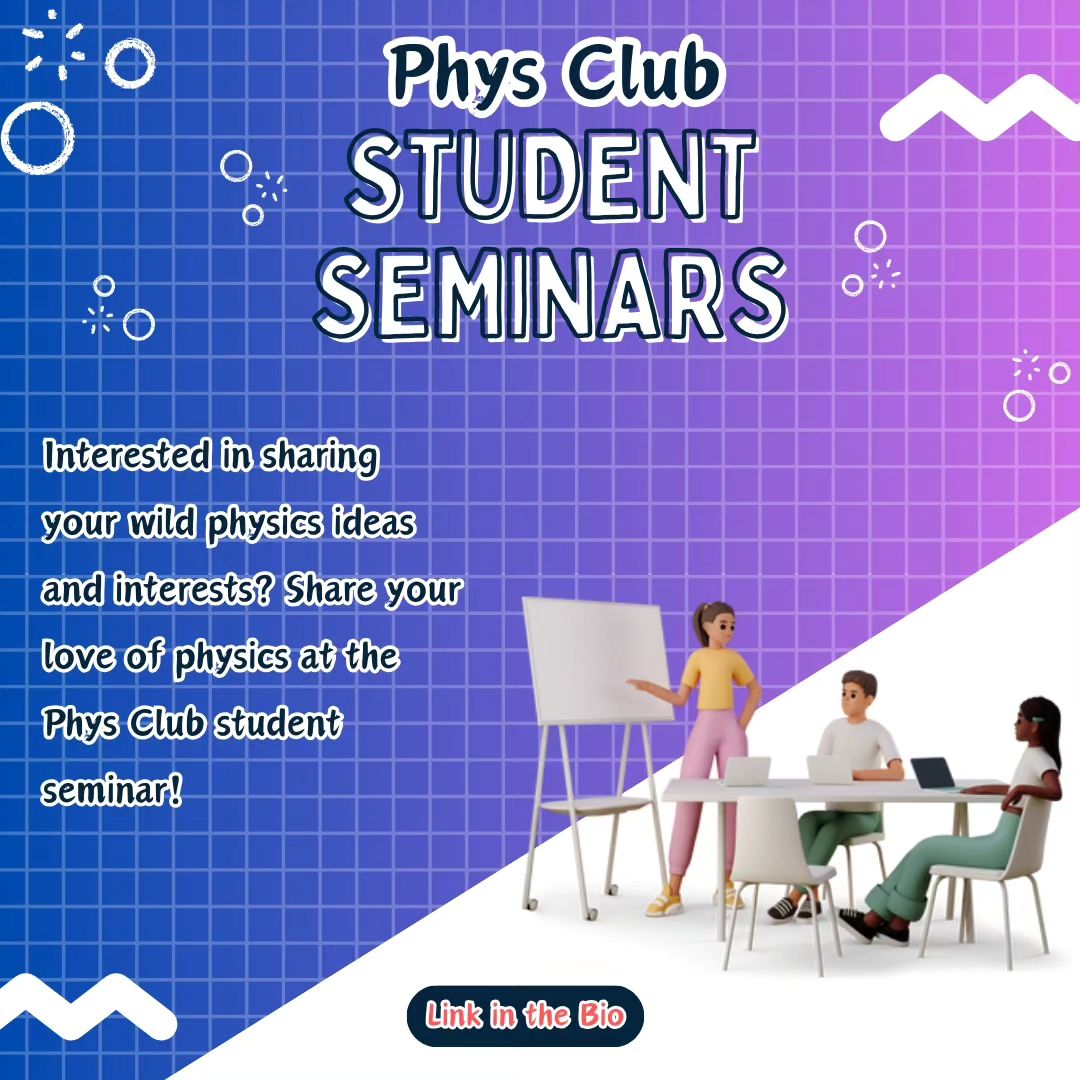 Phys Club
STUDENT
SEMINARS
Interested in sharing
your wild physics ideas
and interests? Share your
love of physics at the
Phys Club student
seminar!
Link in the Bio